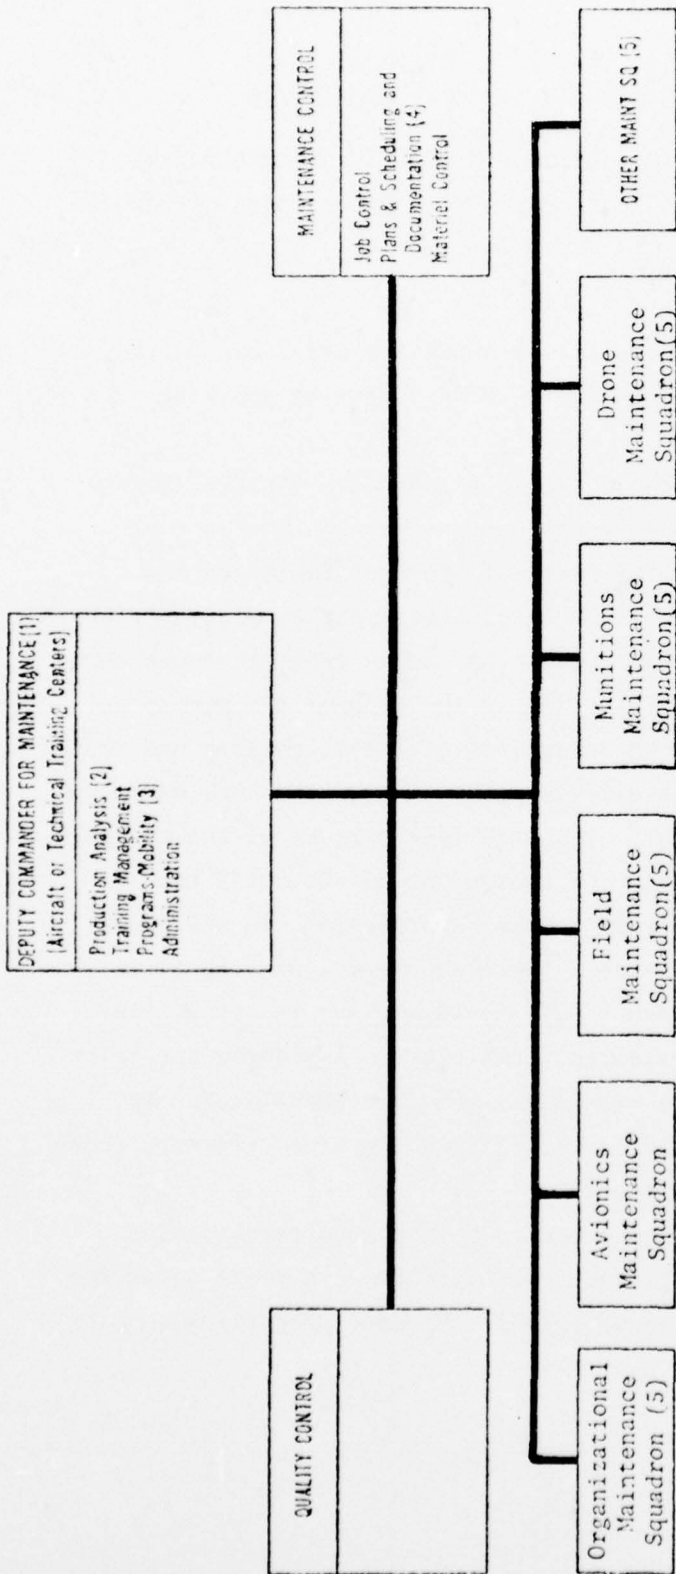 DEPUTY COMMANDER FOR MAINTENANCE(1)
(Aircraft or Technical Training Centers)
Production Analysis (2)
Training Management
Programs-Mobility (3)
Administration
QUALITY CONTROL
MAINTENANCE CONTROL
Job Control
Plans & Scheduling and
Documentation (4)
Materiel Control
Organizational
Maintenance
Squadron (5)
Avionics
Maintenance
Squadron
Field
Maintenance
Squadron(5)
Munitions
Maintenance
Squadron(5)
Drone
Maintenance
Squadron(5)
OTHER MAINT SQ (5)